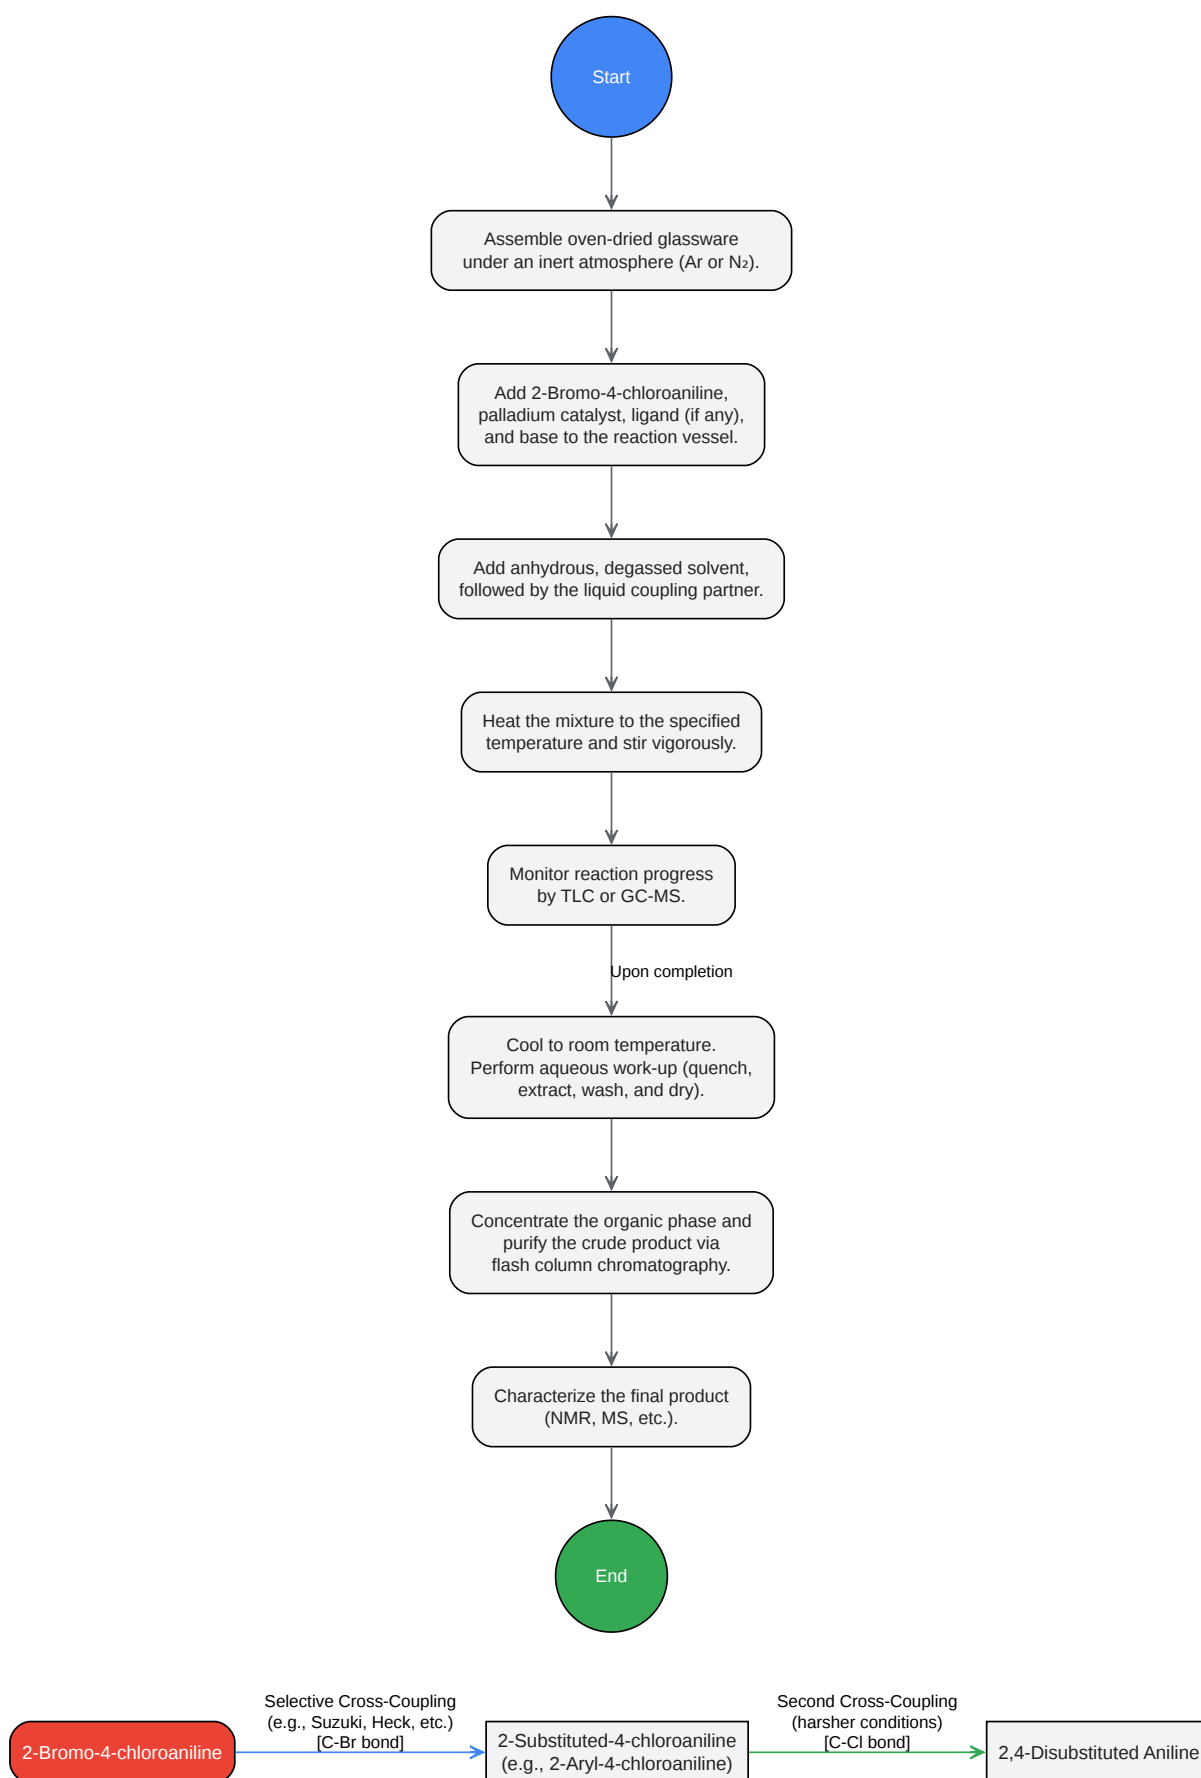 Start
Assemble oven-dried glassware
under an inert atmosphere (Ar or N₂).
Add 2-Bromo-4-chloroaniline,
palladium catalyst, ligand (if any),
and base to the reaction vessel.
Add anhydrous, degassed solvent,
followed by the liquid coupling partner.
Heat the mixture to the specified
temperature and stir vigorously.
Monitor reaction progress
by TLC or GC-MS.
Upon completion
Cool to room temperature.
Perform aqueous work-up (quench,
extract, wash, and dry).
Concentrate the organic phase and
purify the crude product via
flash column chromatography.
Characterize the final product
(NMR, MS, etc.).
End
2-Bromo-4-chloroaniline
Selective Cross-Coupling
(e.g., Suzuki, Heck, etc.)
[C-Br bond]
2-Substituted-4-chloroaniline
(e.g., 2-Aryl-4-chloroaniline)
Second Cross-Coupling
(harsher conditions)
[C-Cl bond]
2,4-Disubstituted Aniline